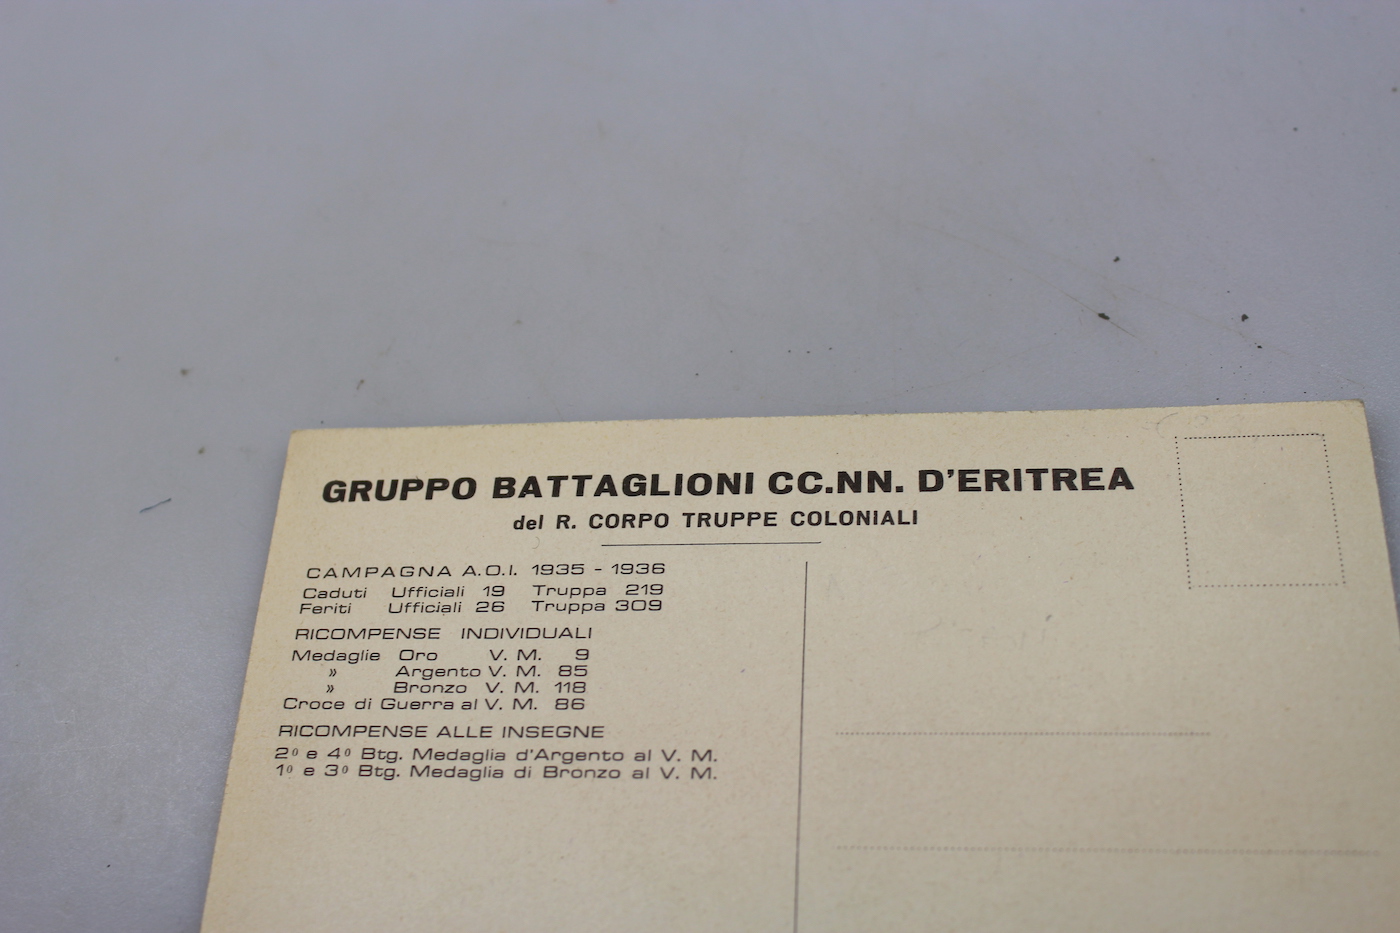 GRUPPO BATTAGLIONI CC.NN. D'ERITREA
del R. CORPO TRUPPE COLONIALI
CAMPAGNA A.O.I. 1935 - 1936
Caduti Ufficiali 19 Truppa 219
Feriti Ufficiali 26 Truppa 309
RICOMPENSE INDIVIDUALI
Medaglie Oro V. M. 9
» Argento V. M. 85
» Bronzo V. M. 118
Croce di Guerra al V. M. 86
RICOMPENSE ALLE INSEGNE
2º e 4º Btg. Medaglia d'Argento al V. M.
1º e 3º Btg. Medaglia di Bronzo al V. M.